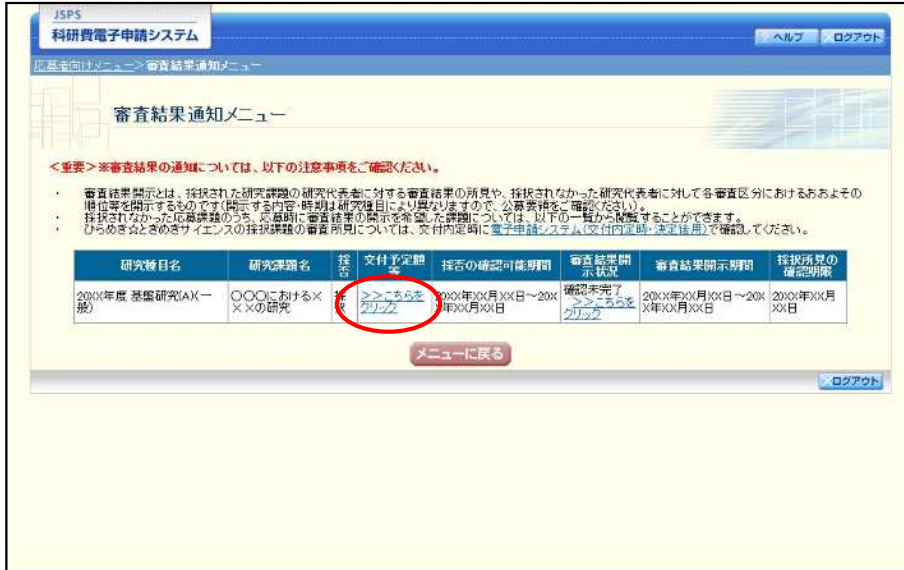 JSPS
科研費電子申請システム
ヘルプ
ログアウト
応募者向けメニュー>審査結果通知メニュー
審査結果通知メニュー
<重要>※審査結果の通知については、以下の注意事項をご確認ください。
・ 審査結果開示とは、採択された研究課題の研究代表者に対する審査結果の所見や、採択されなかった研究代表者に対して各審査区分におけるおおよその
順位等を開示するものです(開示する内容・時期は研究種目により異なりますので、公募要領をご確認ください)。
・ 採択されなかった応募課題のうち、応募時に審査結果の開示を希望した課題については、以下の一覧から閲覧することができます。
・ ひらめき☆ときめきサイエンスの採択課題の審査所見については、交付内定時に電子申請システム(交付内定時・決定後用)で確認してください。
研究種目名 研究課題名 採否 交付予定額等 採否の確認可能期間 審査結果開示状況 審査結果開示期間 採択所見の確認期限
20XX年度 基盤研究(A)(一般) 〇〇〇における×××の研究 採択 >>こちらをクリック 20XX年XX月XX日~20XX年XX月XX日 確認未完了 >>こちらをクリック 20XX年XX月XX日~20XX年XX月XX日 20XX年XX月XX日
メニューに戻る
ログアウト